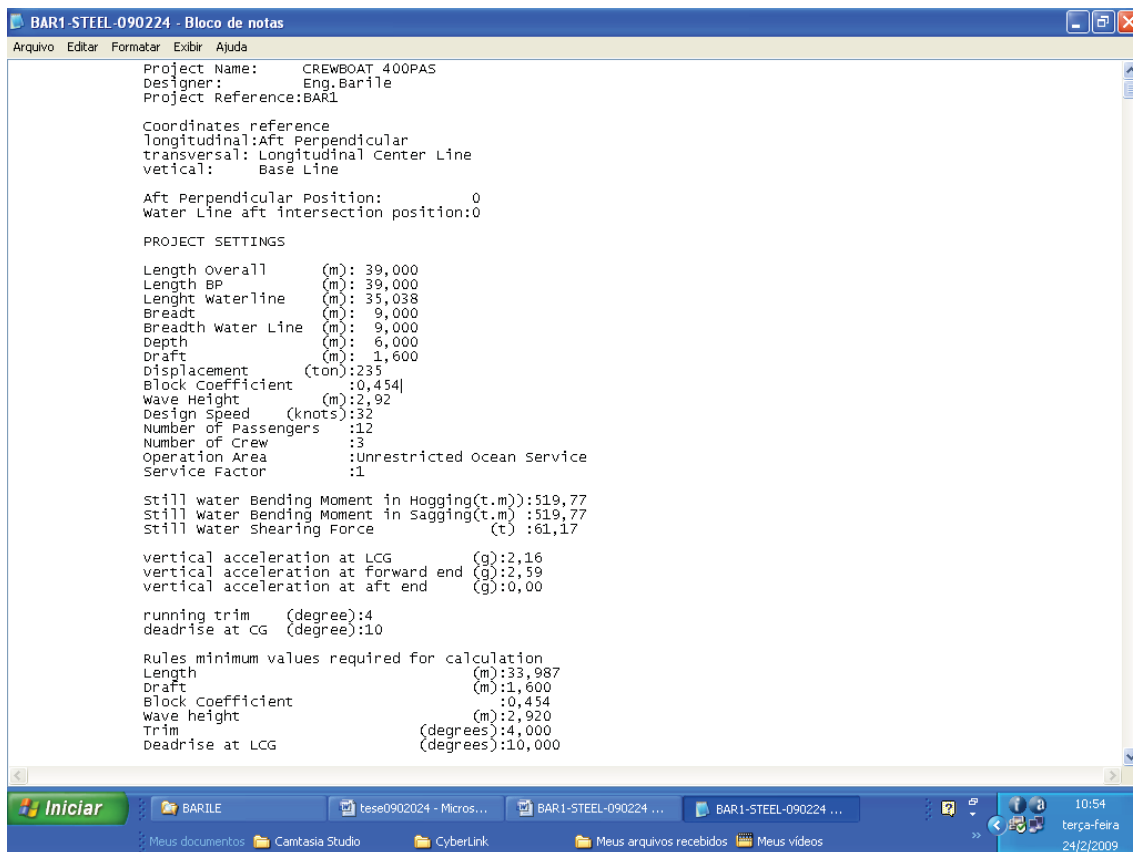 BAR1-STEEL-090224 - Bloco de notas
Arquivo Editar Formatar Exibir Ajuda
Project Name: CREWBOAT 400PAS
Designer: Eng.Barile
Project Reference:BAR1
Coordinates reference
longitudinal:Aft Perpendicular
transversal: Longitudinal Center Line
vetical: Base Line
Aft Perpendicular Position: 0
Water Line aft intersection position:0
PROJECT SETTINGS
Length Overall (m): 39,000
Length BP (m): 39,000
Lenght Waterline (m): 35,038
Breadt (m): 9,000
Breadth Water Line (m): 9,000
Depth (m): 6,000
Draft (m): 1,600
Displacement (ton):235
Block Coefficient :0,454
Wave Height (m):2,92
Design Speed (knots):32
Number of Passengers :12
Number of Crew :3
Operation Area :Unrestricted Ocean Service
Service Factor :1
Still Water Bending Moment in Hogging(t.m)):519,77
Still Water Bending Moment in Sagging(t.m) :519,77
Still Water Shearing Force (t) :61,17
vertical acceleration at LCG (g):2,16
vertical acceleration at forward end (g):2,59
vertical acceleration at aft end (g):0,00
running trim (degree):4
deadrise at CG (degree):10
Rules minimum values required for calculation
Length (m):33,987
Draft (m):1,600
Block Coefficient :0,454
Wave height (m):2,920
Trim (degrees):4,000
Deadrise at LCG (degrees):10,000
Iniciar
BARILE
tese0902024 - Micros...
BAR1-STEEL-090224 ...
BAR1-STEEL-090224 ...
10:54
terça-feira
24/2/2009
Meus documentos
Camtasia Studio
CyberLink
Meus arquivos recebidos
Meus vídeos